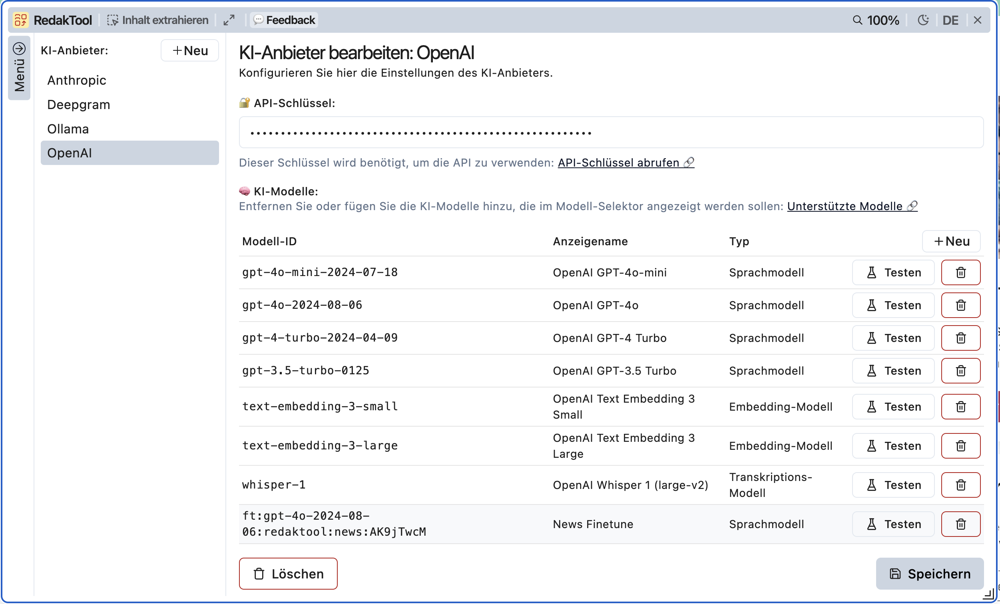 RedakTool
Inhalt extrahieren
Feedback
100%
DE
Menü
KI-Anbieter:
+Neu
Anthropic
Deepgram
Ollama
OpenAI
KI-Anbieter bearbeiten: OpenAI
Konfigurieren Sie hier die Einstellungen des KI-Anbieters.
API-Schlüssel:
Dieser Schlüssel wird benötigt, um die API zu verwenden: API-Schlüssel abrufen
KI-Modelle:
Entfernen Sie oder fügen Sie die KI-Modelle hinzu, die im Modell-Selektor angezeigt werden sollen: Unterstützte Modelle
Modell-ID Anzeigename Typ +Neu
gpt-4o-mini-2024-07-18 OpenAI GPT-4o-mini Sprachmodell Testen
gpt-4o-2024-08-06 OpenAI GPT-4o Sprachmodell Testen
gpt-4-turbo-2024-04-09 OpenAI GPT-4 Turbo Sprachmodell Testen
gpt-3.5-turbo-0125 OpenAI GPT-3.5 Turbo Sprachmodell Testen
text-embedding-3-small
OpenAI Text Embedding 3
Small
Embedding-Modell
Testen
text-embedding-3-large
OpenAI Text Embedding 3
Large
Embedding-Modell
Testen
whisper-1
OpenAI Whisper 1 (large-v2)
Transkriptions-
Modell
Testen
ft:gpt-4o-2024-08-
06:redaktool:news:AK9jTwcM
News Finetune
Sprachmodell
Testen
Löschen
Speichern